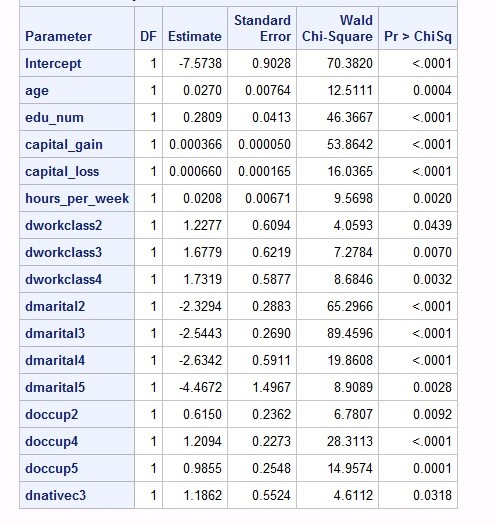 Parameter DF Estimate Standard Error Wald Chi-Square Pr > ChiSq
Intercept 1 -7.5738 0.9028 70.3820 <.0001
age 1 0.0270 0.00764 12.5111 0.0004
edu_num 1 0.2809 0.0413 46.3667 <.0001
capital_gain 1 0.000366 0.000050 53.8642 <.0001
capital_loss 1 0.000660 0.000165 16.0365 <.0001
hours_per_week 1 0.0208 0.00671 9.5698 0.0020
dworkclass2 1 1.2277 0.6094 4.0593 0.0439
dworkclass3 1 1.6779 0.6219 7.2784 0.0070
dworkclass4 1 1.7319 0.5877 8.6846 0.0032
dmarital2 1 -2.3294 0.2883 65.2966 <.0001
dmarital3 1 -2.5443 0.2690 89.4596 <.0001
dmarital4 1 -2.6342 0.5911 19.8608 <.0001
dmarital5 1 -4.4672 1.4967 8.9089 0.0028
doccup2 1 0.6150 0.2362 6.7807 0.0092
doccup4 1 1.2094 0.2273 28.3113 <.0001
doccup5 1 0.9855 0.2548 14.9574 0.0001
dnativec3 1 1.1862 0.5524 4.6112 0.0318